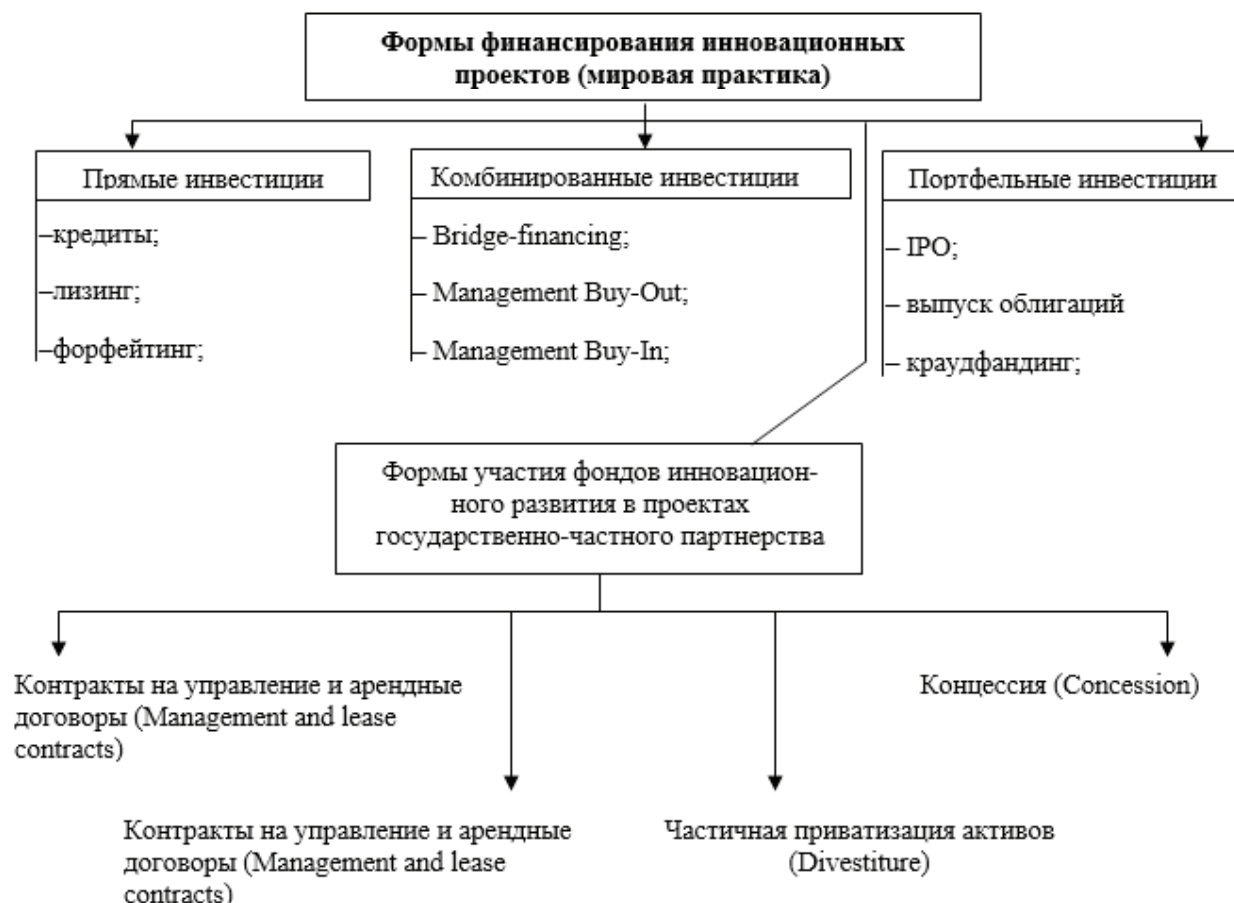 Формы финансирования инновационных
проектов (мировая практика)
Прямые инвестиции
Комбинированные инвестиции
Портфельные инвестиции
–кредиты;
–лизинг;
–форфейтинг;
– Bridge-financing;
– Management Buy-Out;
– Management Buy-In;
– IPO;
– выпуск облигаций
– краудфандинг;
Формы участия фондов инновацион-
ного развития в проектах
государственно-частного партнерства
Контракты на управление и арендные
договоры (Management and lease
contracts)
Концессия (Concession)
Контракты на управление и арендные
договоры (Management and lease
contracts)
Частичная приватизация активов
(Divestiture)